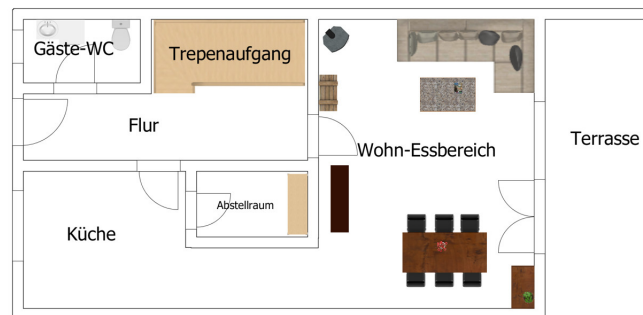 Gäste-WC
Trepenaufgang
Flur
Wohn-Essbereich
Terrasse
Abstellraum
Küche